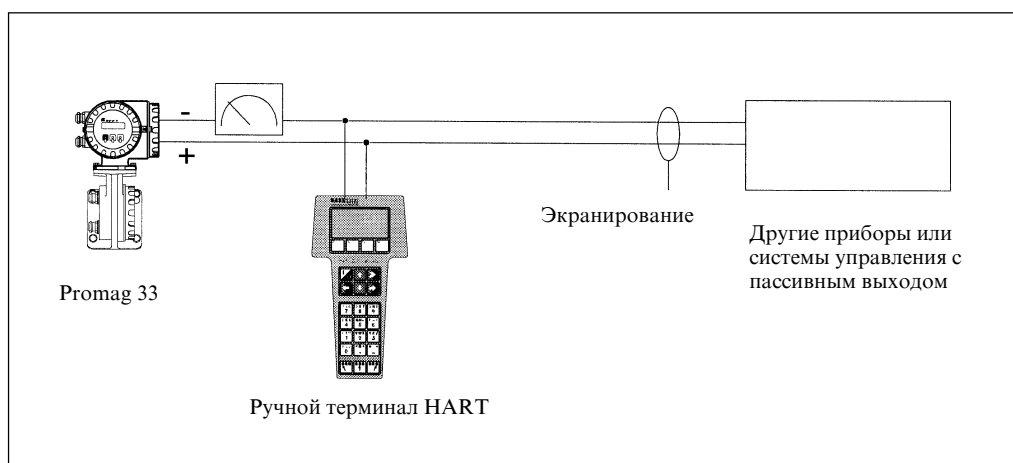 -
+
Экранирование
Другие приборы или
системы управления с
пассивным выходом
Promag 33
Ручной терминал HART